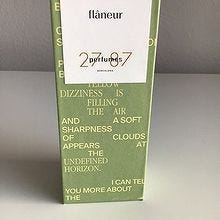 flâneur
27 87
perfumes
BARCELONA
YELLOW
DIZZINESS IS
FILLING
THE AIR
AND A SOFT
SHARPNESS
OF CLOUDS
APPEARS AT
THE
UNDEFINED
HORIZON.
I CAN TEL
YOU MORE ABOUT
THE